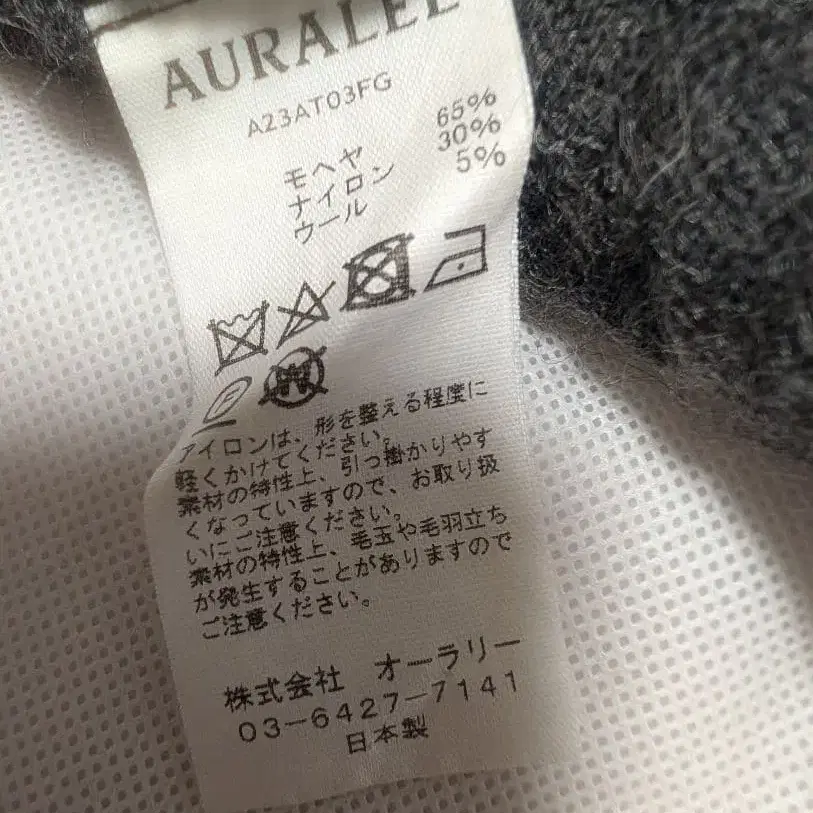 AURALEE
A23AT03FG
モヘヤ 65%
ナイロン 30%
ウール 5%
F
W
アイロンは、形を整える程度に
軽くかけてください。
素材の特性上、引っ掛かりやす
くなっていますので、お取り扱
いにご注意ください。
素材の特性上、毛玉や毛羽立ち
が発生することがありますので
ご注意ください。
株式会社 オーラリー
03-6427-7141
日本製